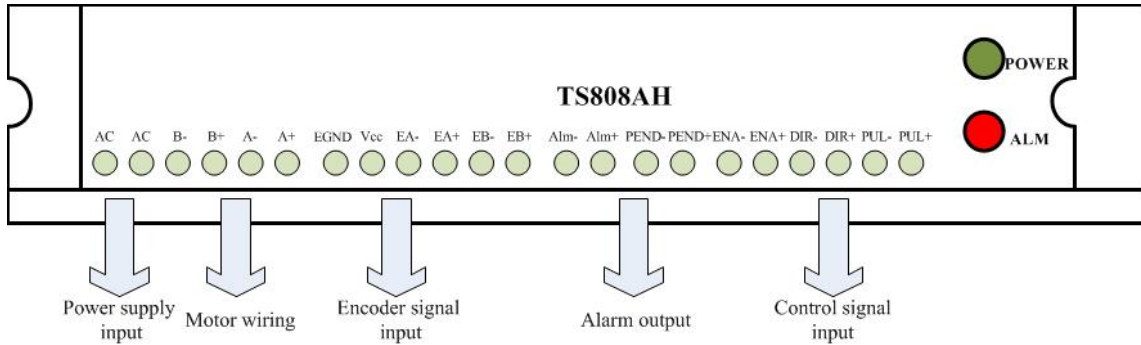 POWER
TS808AH
ALM
AC AC B- B+ A- A+ EGND Vcc EA- EA+ EB- EB+ Alm- Alm+ PEND- PEND+ ENA- ENA+ DIR- DIR+ PUL- PUL+
Power supply
input
Motor wiring
Encoder signal
input
Alarm output
Control signal
input